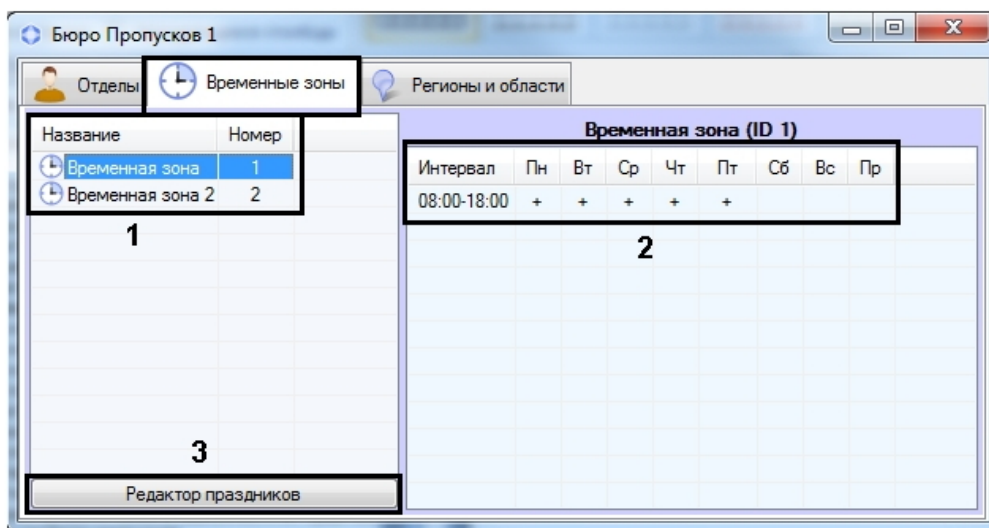 Бюро Пропусков 1
Отделы Временные зоны Регионы и области
Название Номер
Временная зона 1
Временная зона 2 2
1
Временная зона (ID 1)
Интервал Пн Вт Ср Чт Пт Сб Вс Пр
08:00-18:00 + + + + +
2
3
Редактор праздников